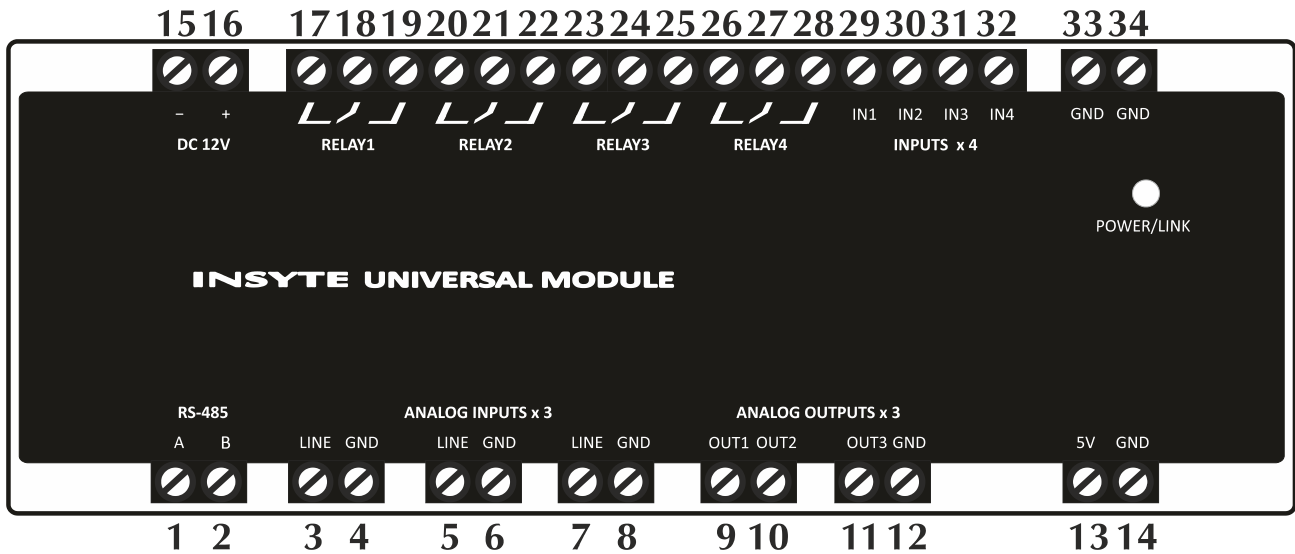 15 16 17 18 19 20 21 22 23 24 25 26 27 28 29 30 31 32 33 34
− + IN1 IN2 IN3 IN4 GND GND
DC 12V RELAY1 RELAY2 RELAY3 RELAY4 INPUTS x 4
POWER/LINK
INSYTE UNIVERSAL MODULE
RS-485 ANALOG INPUTS x 3 ANALOG OUTPUTS x 3
A B LINE GND LINE GND LINE GND OUT1 OUT2 OUT3 GND 5V GND
1 2 3 4 5 6 7 8 9 10 11 12 13 14